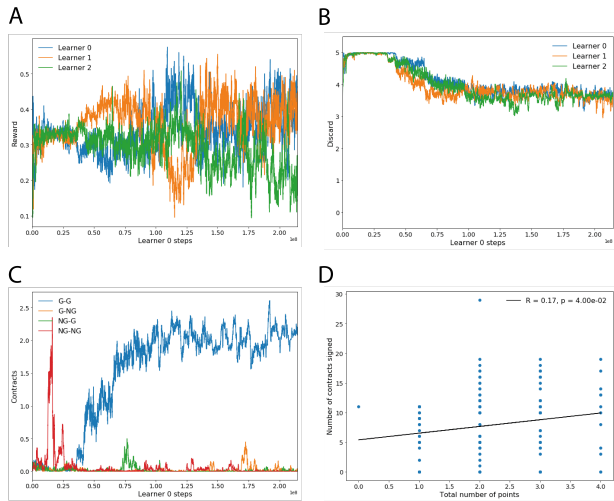 A
Learner 0
Learner 1
Learner 2
Reward
0.5
0.4
0.3
0.2
0.1
0.00
0.25
0.50
0.75
1.00
1.25
1.50
1.75
2.00
1e8
Learner 0 steps
B
Learner 0
Learner 1
Learner 2
Discard
5
4
3
2
1
0
0.00
0.25
0.50
0.75
1.00
1.25
1.50
1.75
2.00
1e8
Learner 0 steps
C
G-G
G-NG
NG-G
NG-NG
Contracts
2.5
2.0
1.5
1.0
0.5
0.0
0.00
0.25
0.50
0.75
1.00
1.25
1.50
1.75
2.00
1e8
Learner 0 steps
D
R = 0.17, p = 4.00e-02
Number of contracts signed
30
25
20
15
10
5
0
0.0
0.5
1.0
1.5
2.0
2.5
3.0
3.5
4.0
Total number of points